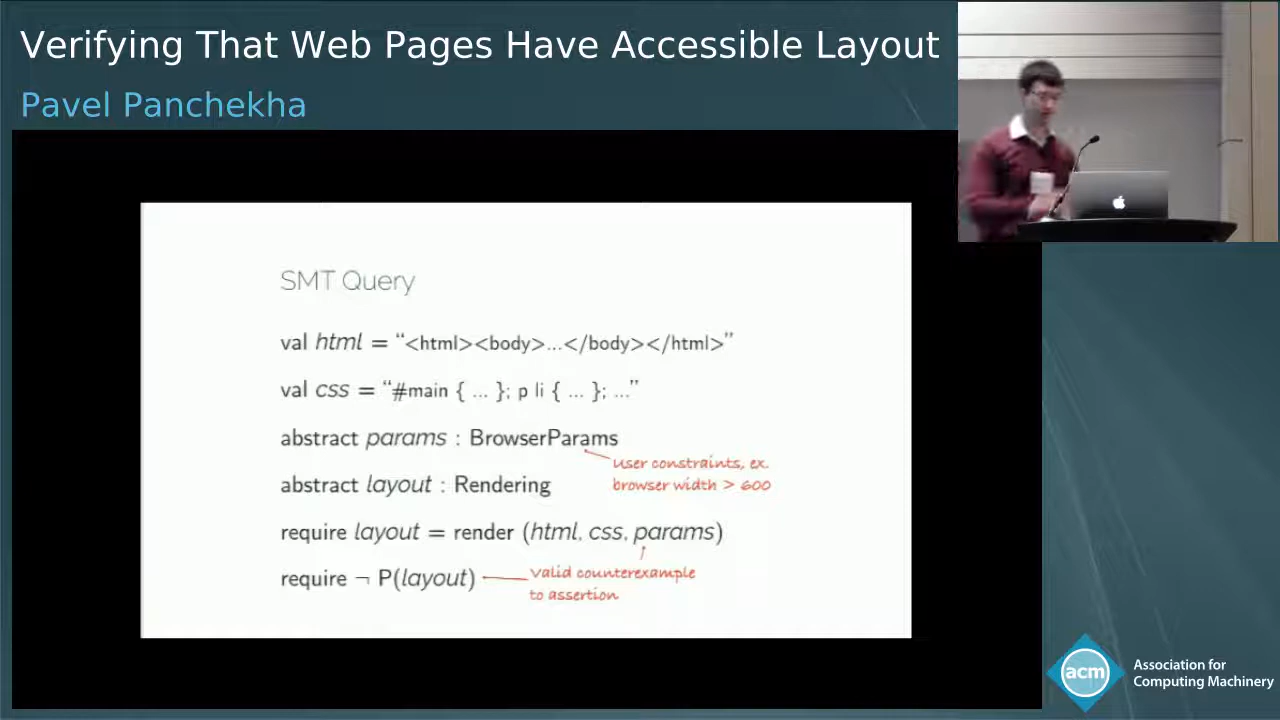 Verifying That Web Pages Have Accessible Layout
Pavel Panchekha
SMT Query
val html = “<html><body>...</body></html>”
val css = “#main { ... }; p li { ... }; ...”
abstract params : BrowserParams
user constraints, ex.
browser width > 600
abstract layout : Rendering
require layout = render (html, css, params)
require ¬ P(layout)
Valid counterexample
to assertion
acm
Association for
Computing Machinery